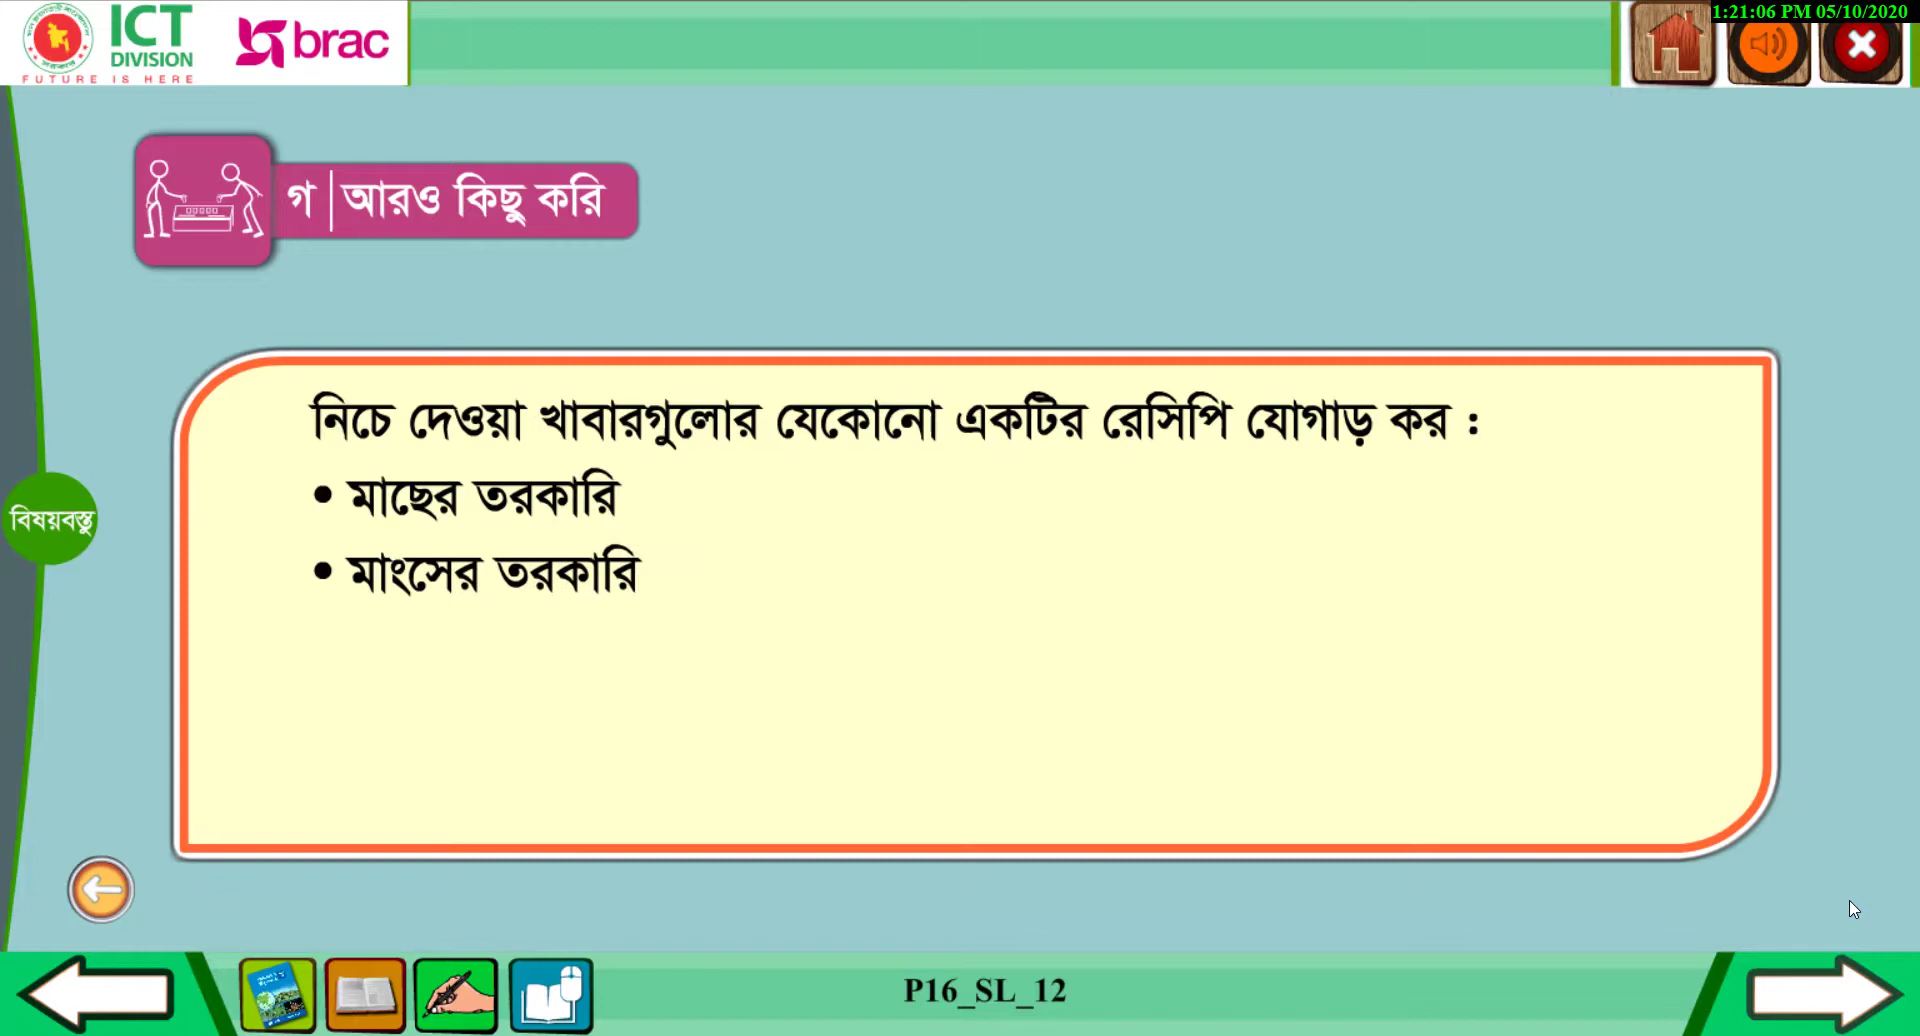 ICT
DIVISION
FUTURE IS HERE
brac
1:21:06 PM 05/10/2020
গ | আরও কিছু করি
নিচে দেওয়া খাবারগুলোর যেকোনো একটির রেসিপি যোগাড় কর :
• মাছের তরকারি
• মাংসের তরকারি
বিষয়বস্তু
P16_SL_12